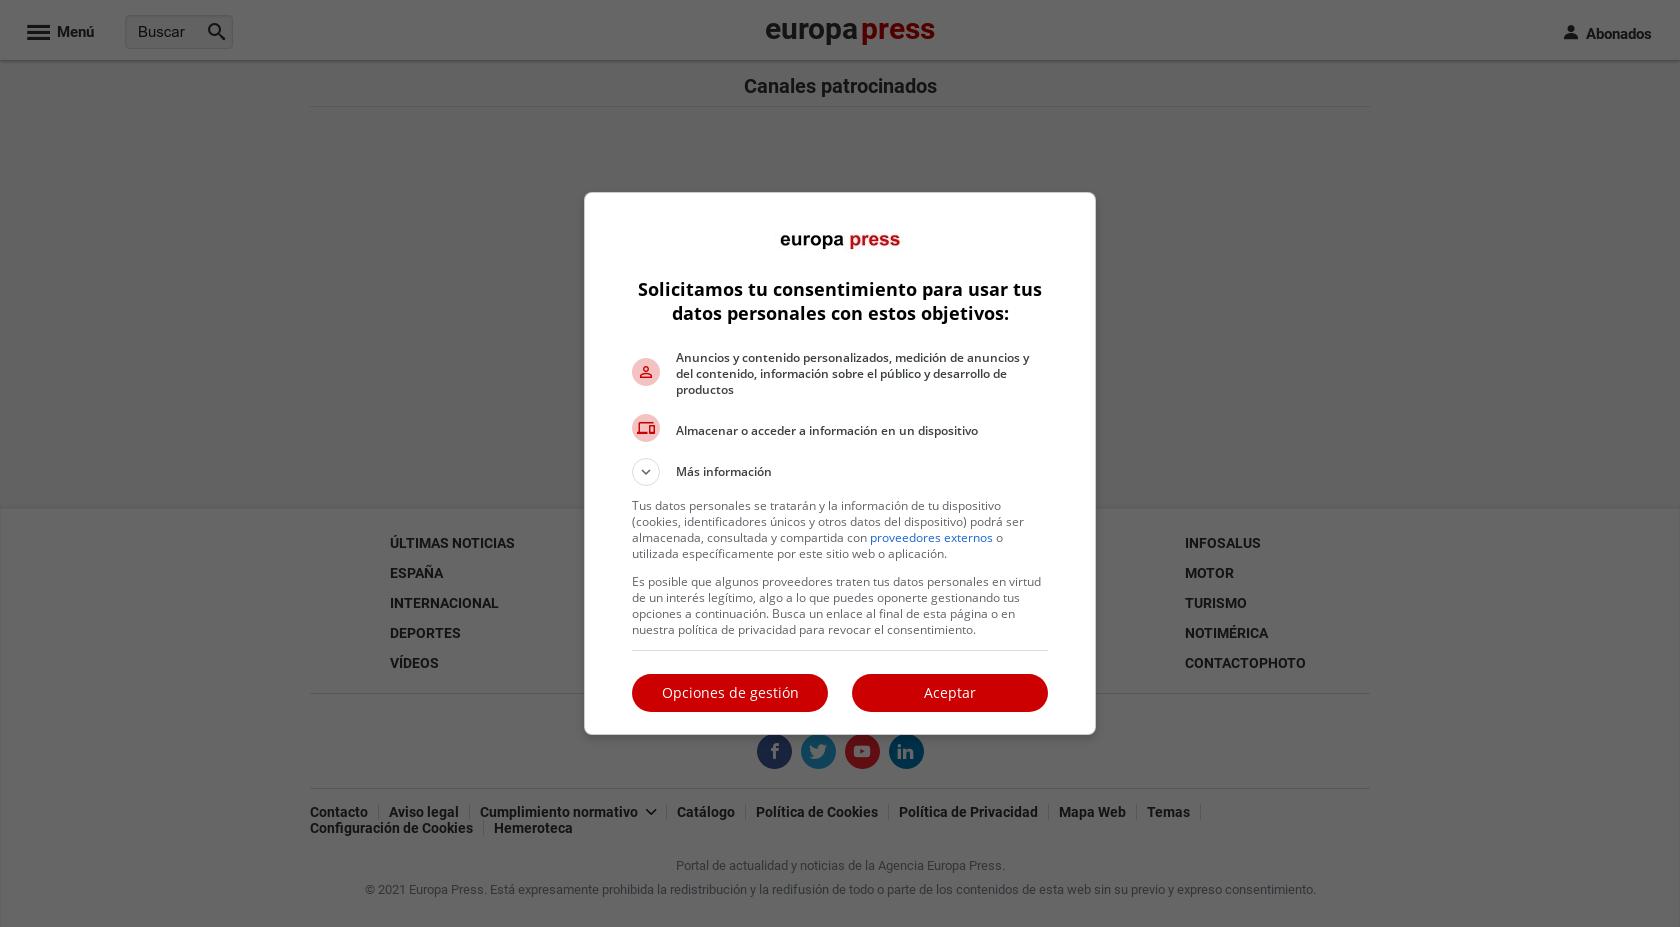 Menú
Buscar
europapress
Abonados
Canales patrocinados
europa press
Solicitamos tu consentimiento para usar tus
datos personales con estos objetivos:
Anuncios y contenido personalizados, medición de anuncios y
del contenido, información sobre el público y desarrollo de
productos
Almacenar o acceder a información en un dispositivo
Más información
Tus datos personales se tratarán y la información de tu dispositivo
(cookies, identificadores únicos y otros datos del dispositivo) podrá ser
almacenada, consultada y compartida con proveedores externos o
utilizada específicamente por este sitio web o aplicación.
Es posible que algunos proveedores traten tus datos personales en virtud
de un interés legítimo, algo a lo que puedes oponerte gestionando tus
opciones a continuación. Busca un enlace al final de esta página o en
nuestra política de privacidad para revocar el consentimiento.
Opciones de gestión
Aceptar
ÚLTIMAS NOTICIAS
ESPAÑA
INTERNACIONAL
DEPORTES
VÍDEOS
INFOSALUS
MOTOR
TURISMO
NOTIMÉRICA
CONTACTOPHOTO
Contacto Aviso legal Cumplimiento normativo Catálogo Política de Cookies Política de Privacidad Mapa Web Temas
Configuración de Cookies Hemeroteca
Portal de actualidad y noticias de la Agencia Europa Press.
© 2021 Europa Press. Está expresamente prohibida la redistribución y la redifusión de todo o parte de los contenidos de esta web sin su previo y expreso consentimiento.